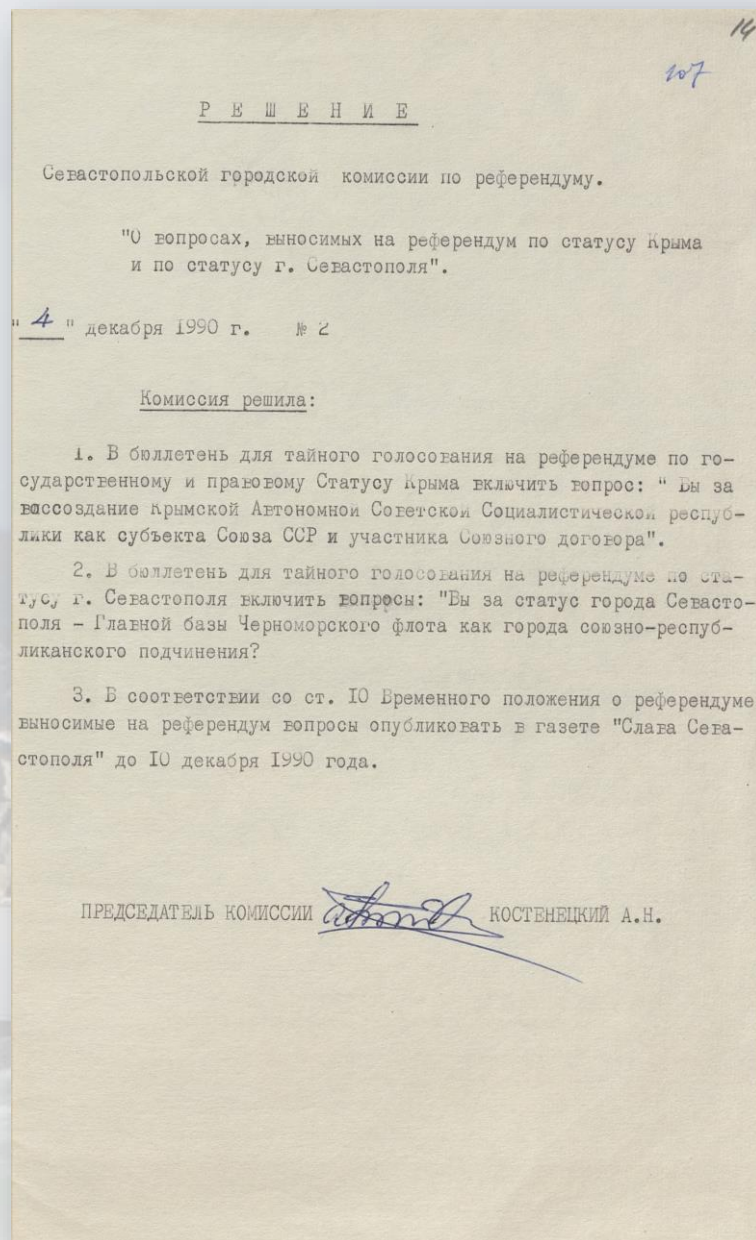 14
107
Р Е Ш Е Н И Е
Севастопольской городской комиссии по референдуму.
"О вопросах, выносимых на референдум по статусу Крыма
и по статусу г. Севастополя".
" 4 " декабря 1990 г. № 2
Комиссия решила:
1. В бюллетень для тайного голосования на референдуме по го-
сударственному и правовому Статусу Крыма включить вопрос: " Вы за
воссоздание Крымской Автономной Советской Социалистической респуб-
лики как субъекта Союза ССР и участника Союзного договора".
2. В бюллетень для тайного голосования на референдуме по ста-
тусу г. Севастополя включить вопросы: "Вы за статус города Севасто-
поля - Главной базы Черноморского флота как города союзно-респуб-
ликанского подчинения?
3. В соответствии со ст. 10 Временного положения о референдуме
выносимые на референдум вопросы опубликовать в газете "Слава Сева-
стополя" до 10 декабря 1990 года.
ПРЕДСЕДАТЕЛЬ КОМИССИИ КОСТЕНЕЦКИЙ А.Н.